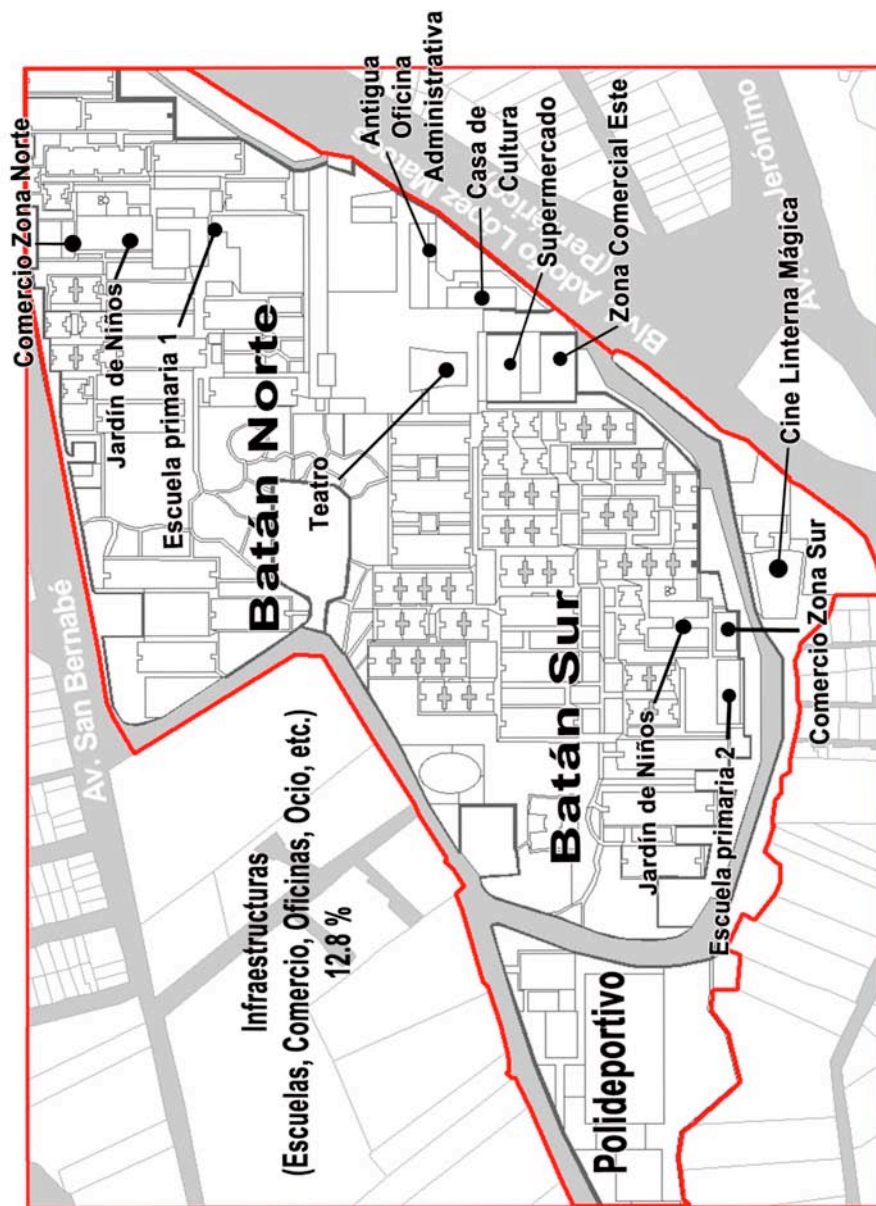 Comercio Zona Norte
Av. San Bernabé
Jardín de Niños
Escuela primaria 1
Infraestructuras
(Escuelas, Comercio, Oficinas, Ocio, etc.)
12.8 %
Batán Norte
Teatro
Antigua
Oficina
Administrativa
Casa de
Cultura
Supermercado
Zona Comercial Este
Adolfo López Mateos
Batán Sur
Polideportivo
Jardín de Niños
Escuela primaria 2
Av. Jerónimo
Cine Linterna Mágica
Comercio Zona Sur